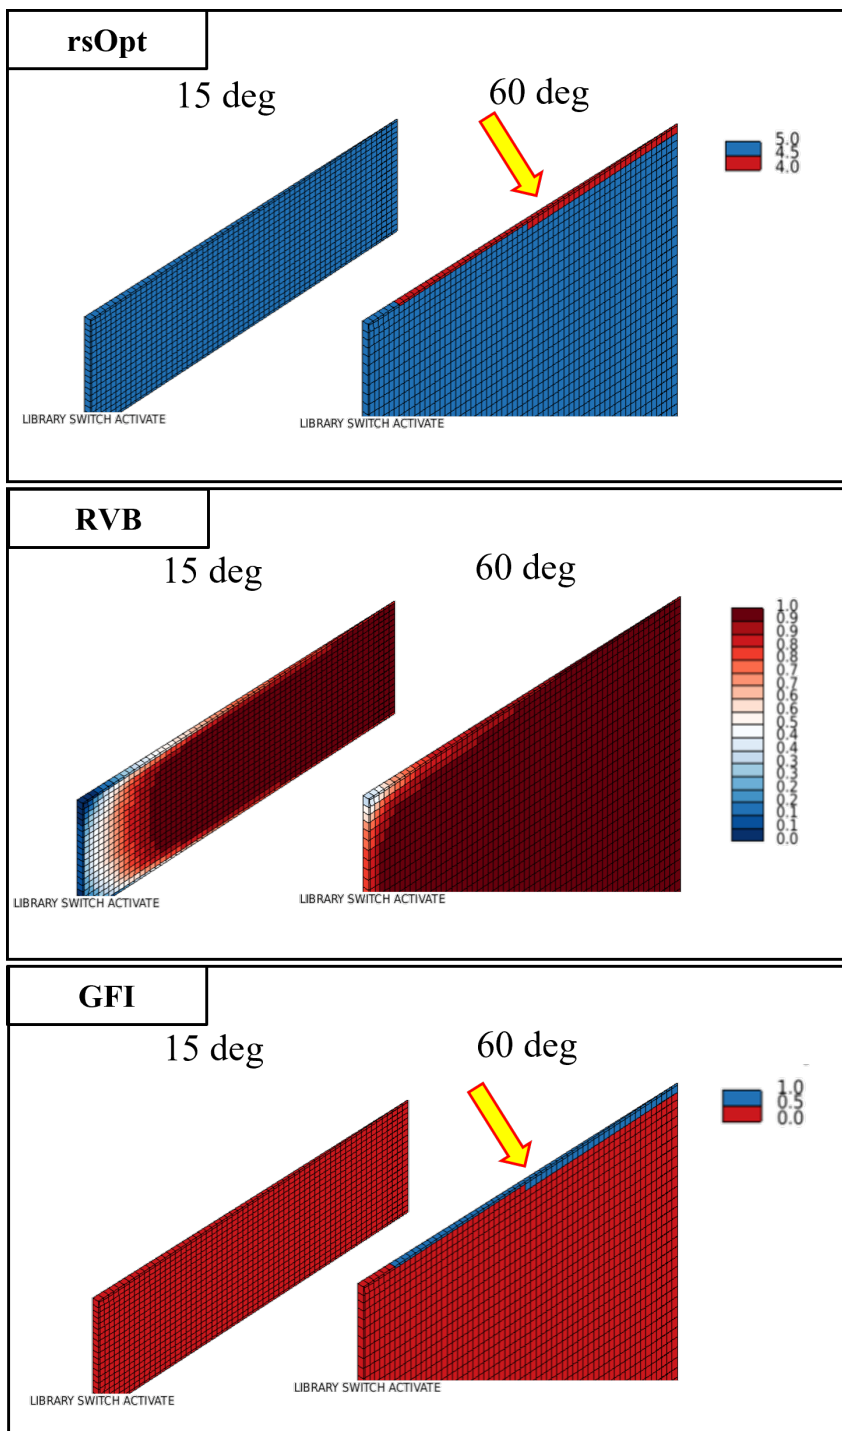 rsOpt
15 deg
60 deg
5.0
4.5
4.0
LIBRARY SWITCH ACTIVATE
LIBRARY SWITCH ACTIVATE
RVB
15 deg
60 deg
1.0
0.9
0.9
0.8
0.8
0.7
0.7
0.6
0.6
0.5
0.4
0.4
0.3
0.3
0.2
0.2
0.1
0.1
0.0
LIBRARY SWITCH ACTIVATE
LIBRARY SWITCH ACTIVATE
GFI
15 deg
60 deg
1.0
0.5
0.0
LIBRARY SWITCH ACTIVATE
LIBRARY SWITCH ACTIVATE